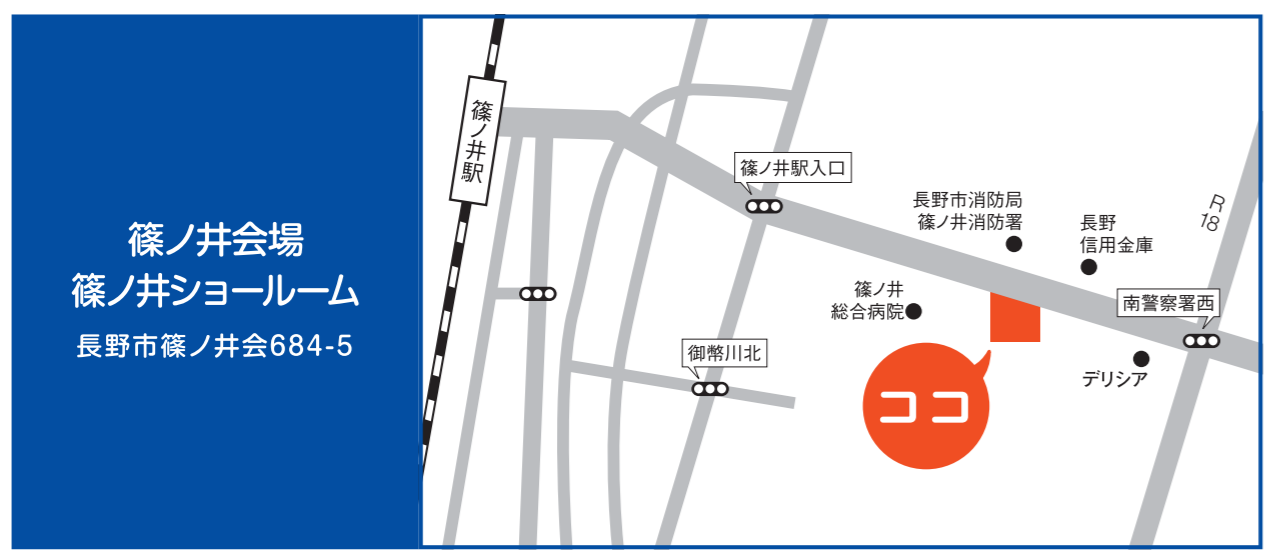 篠ノ井会場
篠ノ井ショールーム
長野市篠ノ井会684-5
篠ノ井駅
篠ノ井駅入口
長野市消防局
篠ノ井消防署
長野
信用金庫
R
18
篠ノ井
総合病院
南警察署西
御幣川北
デリシア
ココ